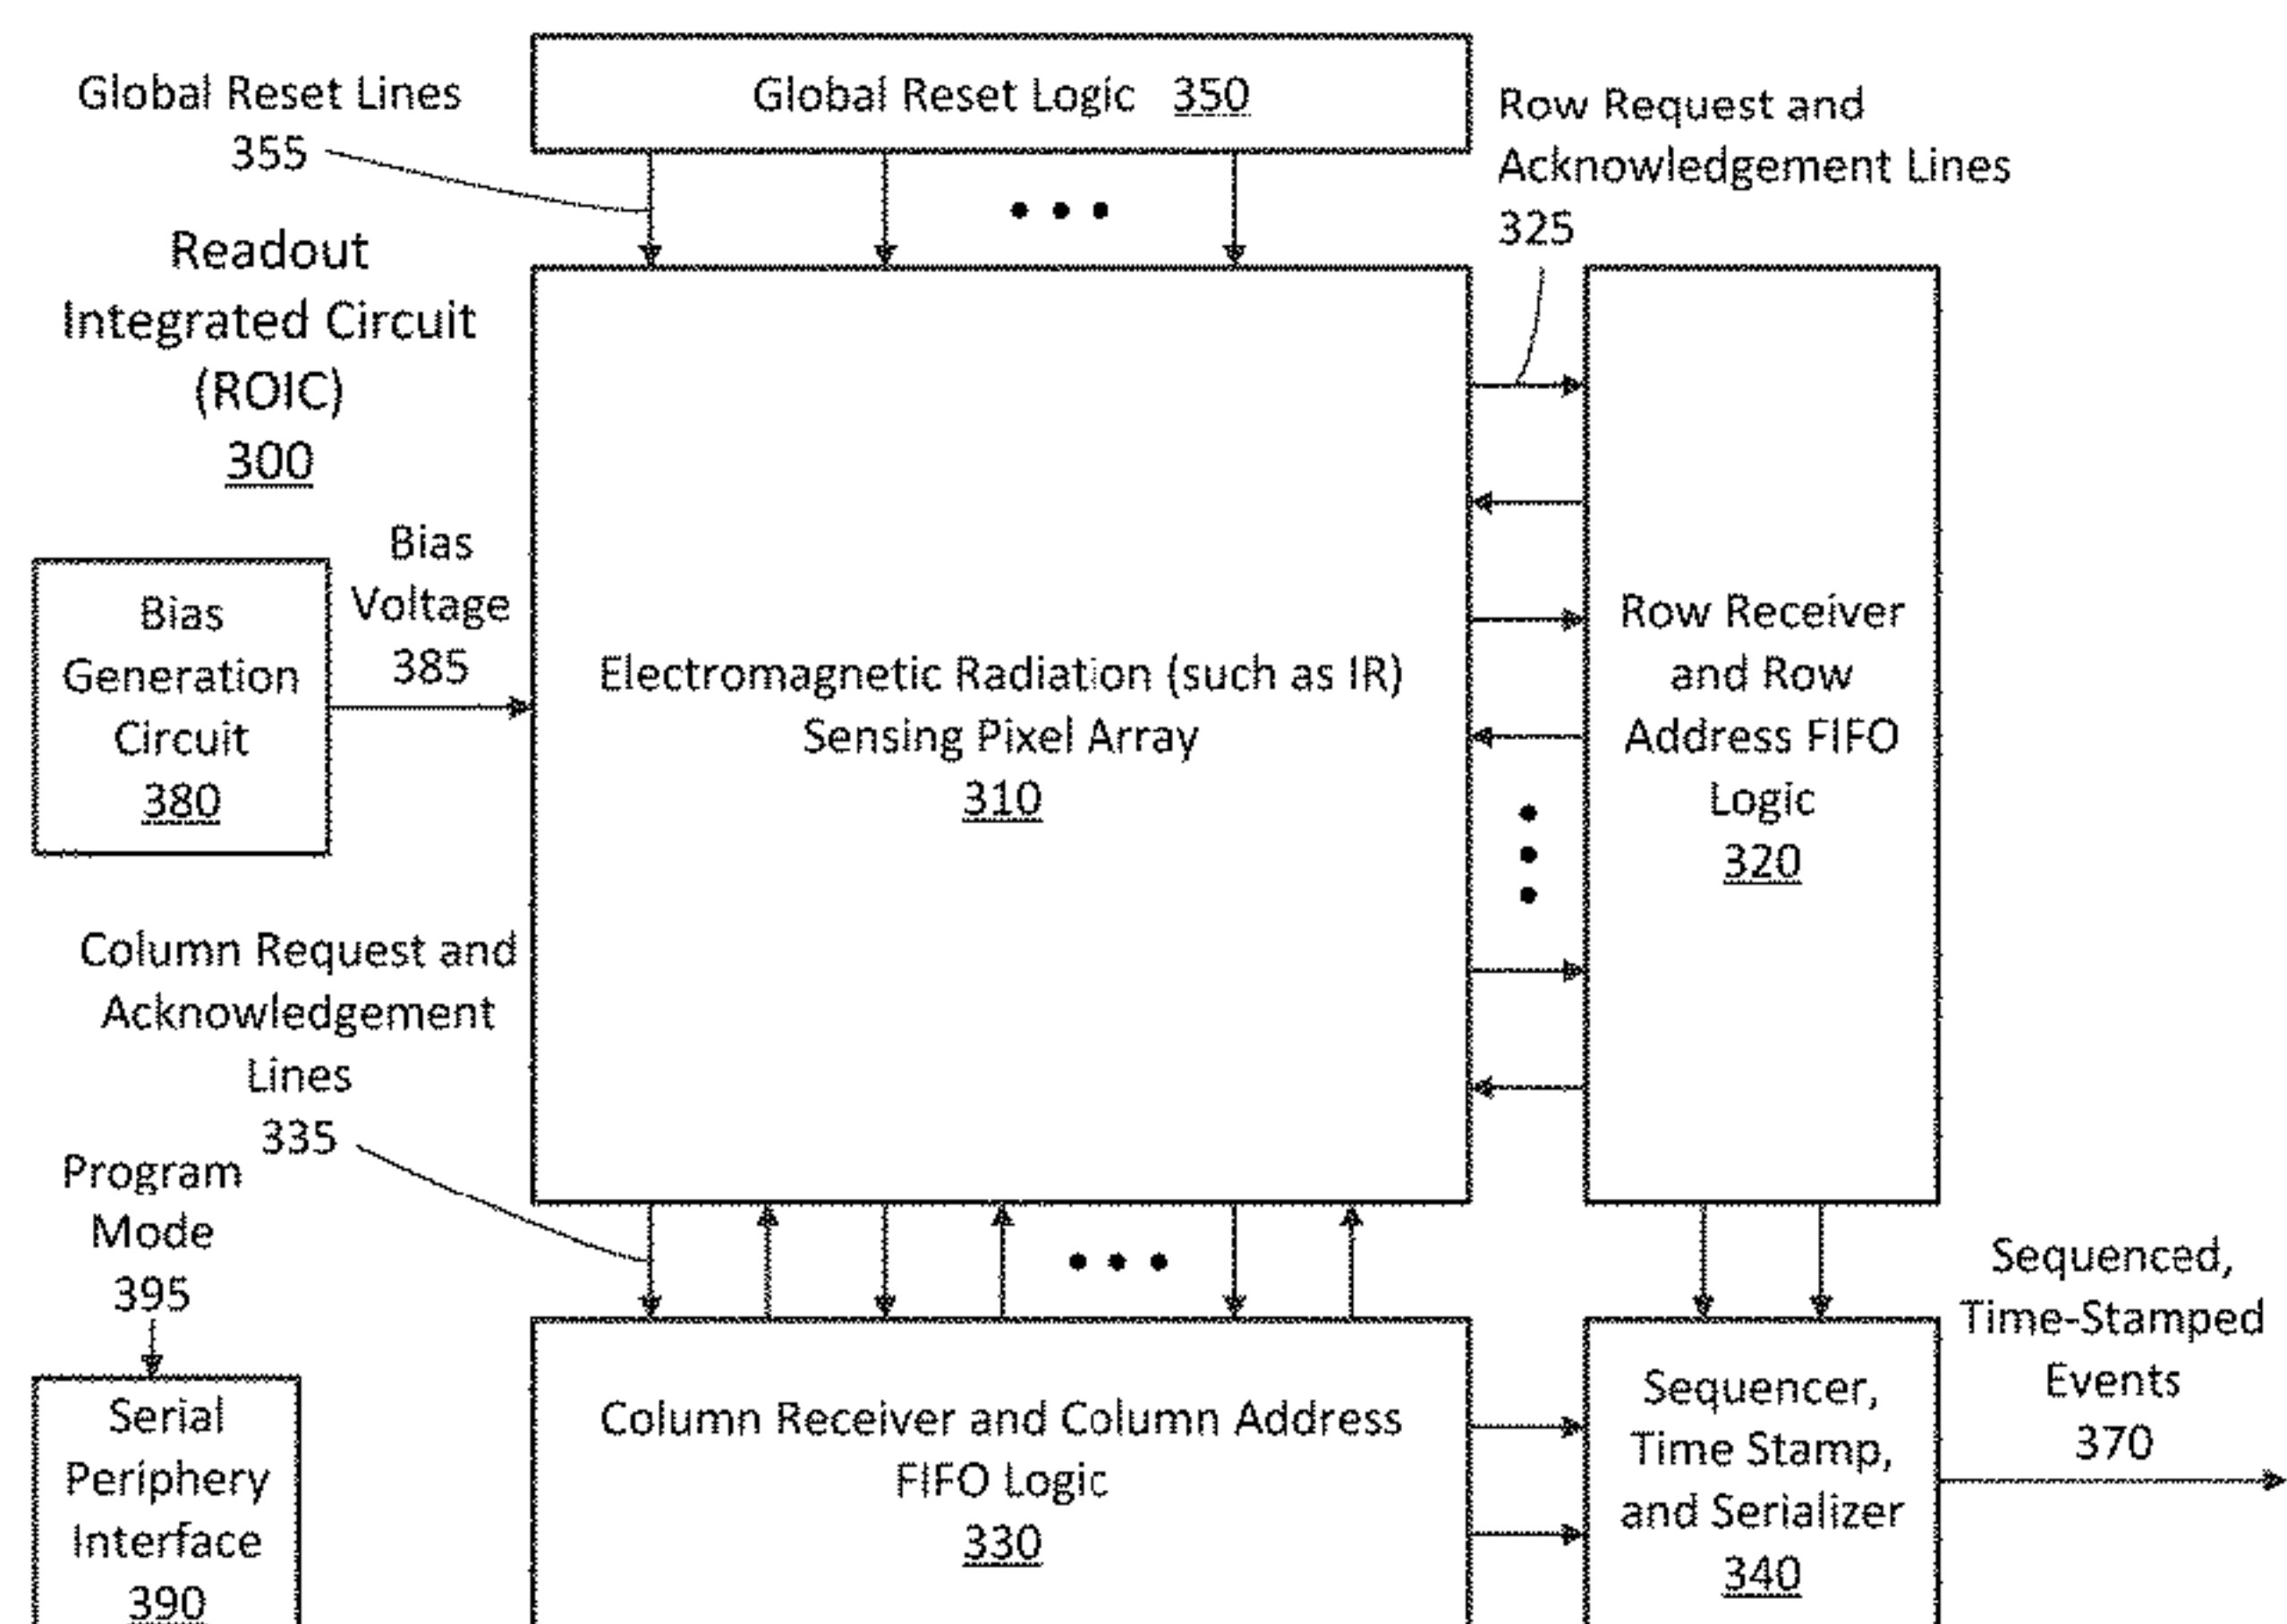 Global Reset Lines
355
Global Reset Logic 350
Row Request and
Acknowledgement Lines
325
Readout
Integrated Circuit
(ROIC)
300
Bias
Generation
Circuit
380
Bias
Voltage
385
Electromagnetic Radiation (such as IR)
Sensing Pixel Array
310
Row Receiver
and Row
Address FIFO
Logic
320
Column Request and
Acknowledgement
Lines
335
Program
Mode
395
Serial
Periphery
Interface
390
Column Receiver and Column Address
FIFO Logic
330
Sequencer,
Time Stamp,
and Serializer
340
Sequenced,
Time-Stamped
Events
370